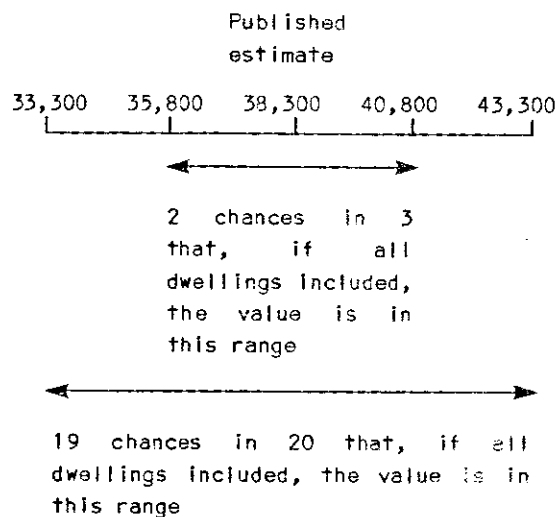 Published
estimate
33,300 35,800 38,300 40,800 43,300
2 chances in 3
that, if all
dwellings included,
the value is in
this range
19 chances in 20 that, if all
dwellings included, the value is in
this range